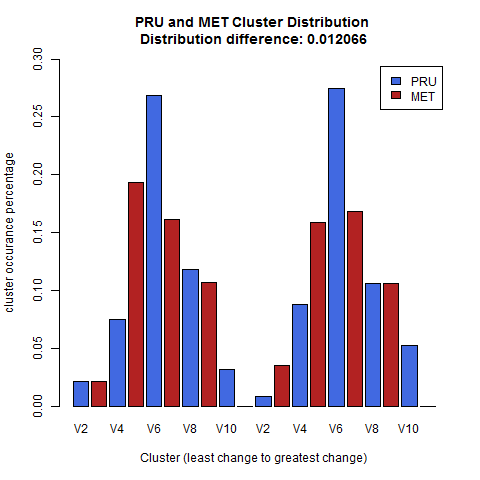 PRU and MET Cluster Distribution
Distribution difference: 0.012066
PRU
MET
cluster occurance percentage
0.30
0.25
0.20
0.15
0.10
0.05
0.00
V2 V4 V6 V8 V10 V2 V4 V6 V8 V10
Cluster (least change to greatest change)